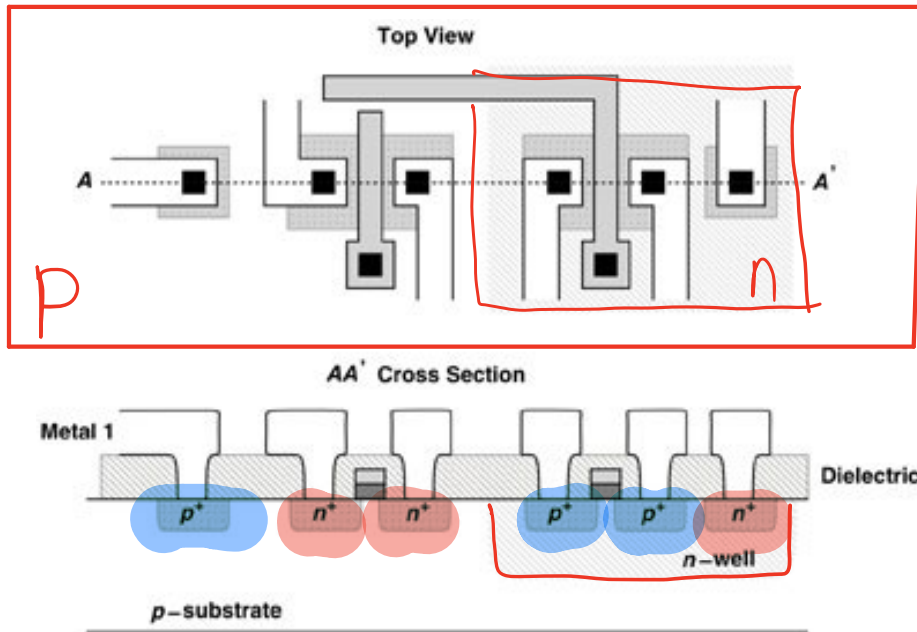 Top View
A A'
p n
AA' Cross Section
Metal 1
Dielectric
p+ n+ n+ p+ p+ n+
n-well
p-substrate